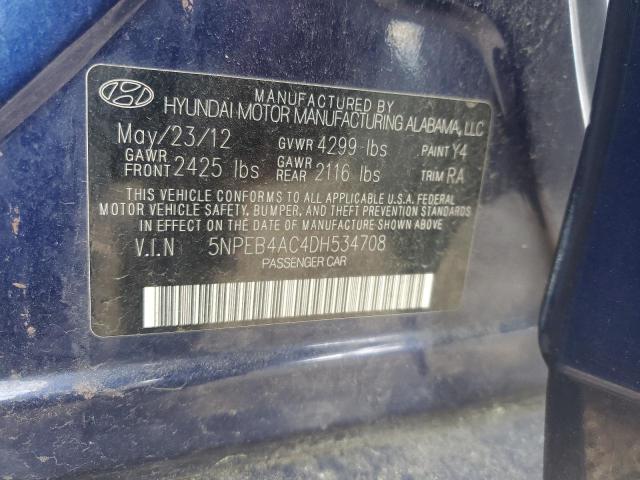 MANUFACTURED BY
HYUNDAI MOTOR MANUFACTURING ALABAMA, LLC
May/23/12 GVWR 4299 lbs PAINT Y4
GAWR FRONT 2425 lbs GAWR REAR 2116 lbs TRIM RA
THIS VEHICLE CONFORMS TO ALL APPLICABLE U.S.A. FEDERAL
MOTOR VEHICLE SAFETY, BUMPER, AND THEFT PREVENTION
STANDARDS IN EFFECT ON THE DATE OF MANUFACTURE SHOWN ABOVE.
V.I.N 5NPEB4AC4DH534708
PASSENGER CAR